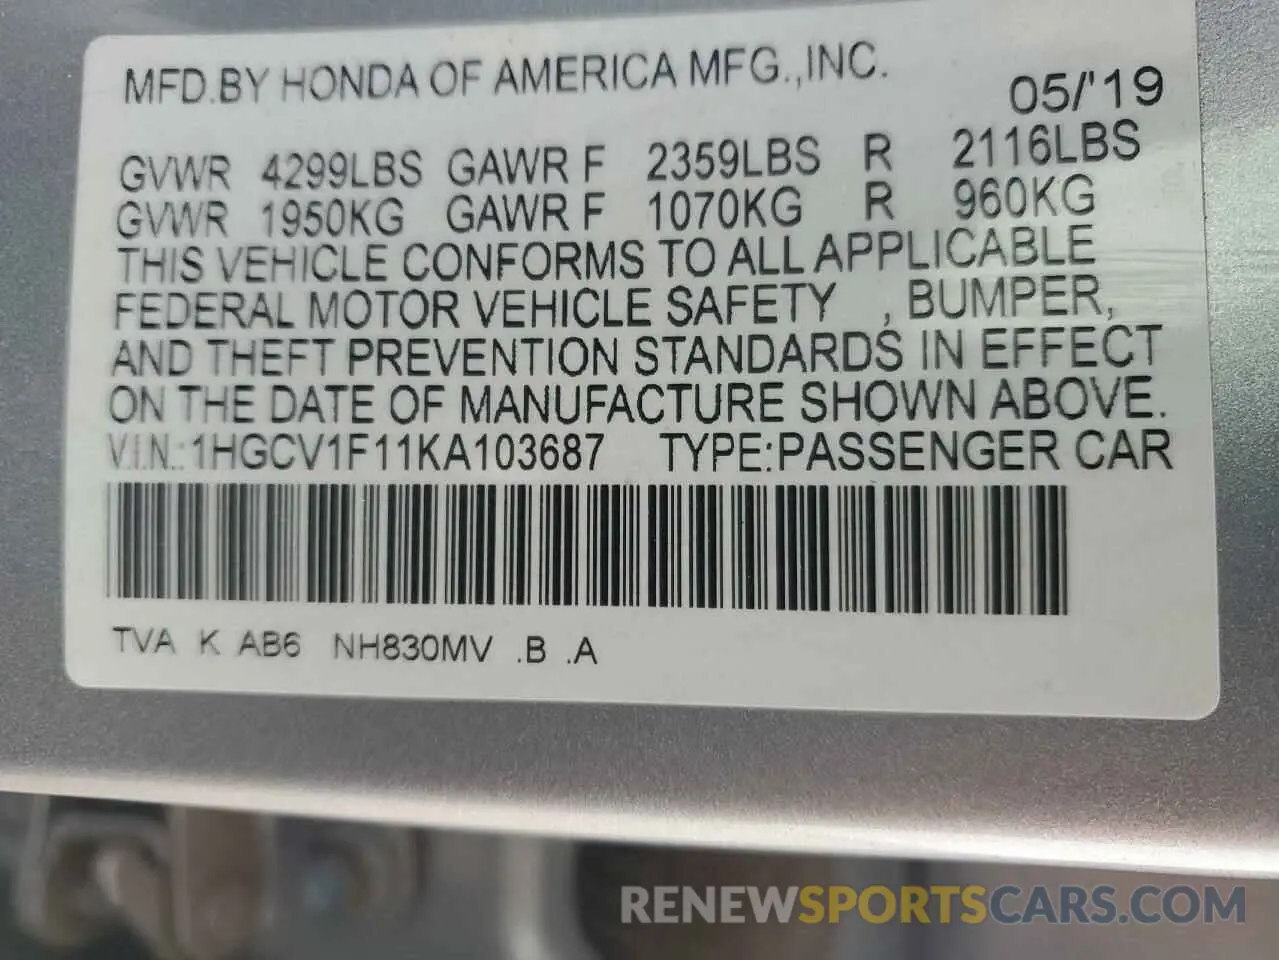 MFD.BY HONDA OF AMERICA MFG.,INC.
05/'19
GVWR 4299LBS GAWR F 2359LBS R 2116LBS
GVWR 1950KG GAWR F 1070KG R 960KG
THIS VEHICLE CONFORMS TO ALL APPLICABLE
FEDERAL MOTOR VEHICLE SAFETY , BUMPER,
AND THEFT PREVENTION STANDARDS IN EFFECT
ON THE DATE OF MANUFACTURE SHOWN ABOVE.
V.I.N.:1HGCV1F11KA103687 TYPE:PASSENGER CAR
TVA K AB6 NH830MV .B .A
RENEWSPORTSCARS.COM